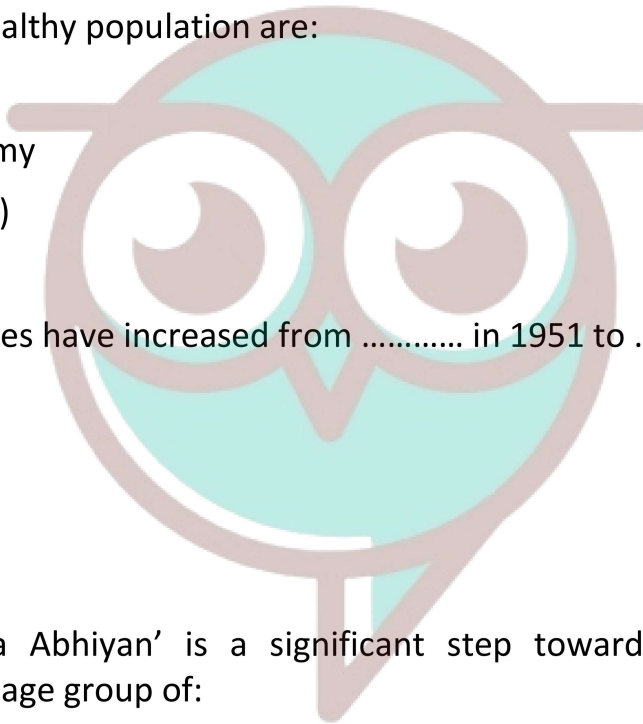 althy population are:
my
)
es have increased from ............ in 1951 to .
a Abhiyan’ is a significant step toward
age group of: